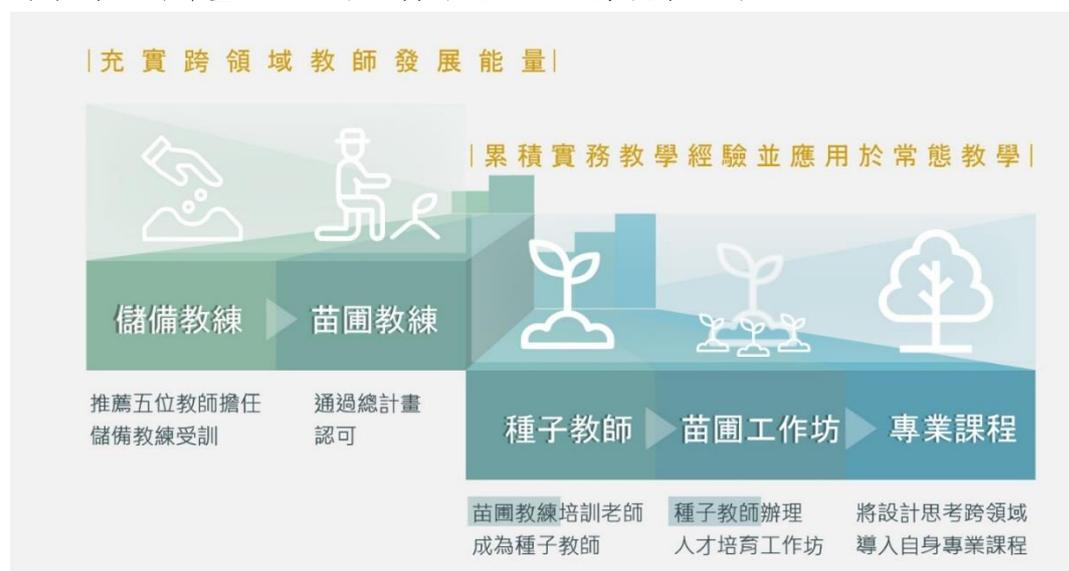 |充實跨領域教師發展能量|
|累積實務教學經驗並應用於常態教學|
儲備教練
苗圃教練
推薦五位教師擔任
儲備教練受訓
通過總計畫
認可
種子教師
苗圃工作坊
專業課程
苗圃教練培訓老師
成為種子教師
種子教師辦理
人才培育工作坊
將設計思考跨領域
導入自身專業課程